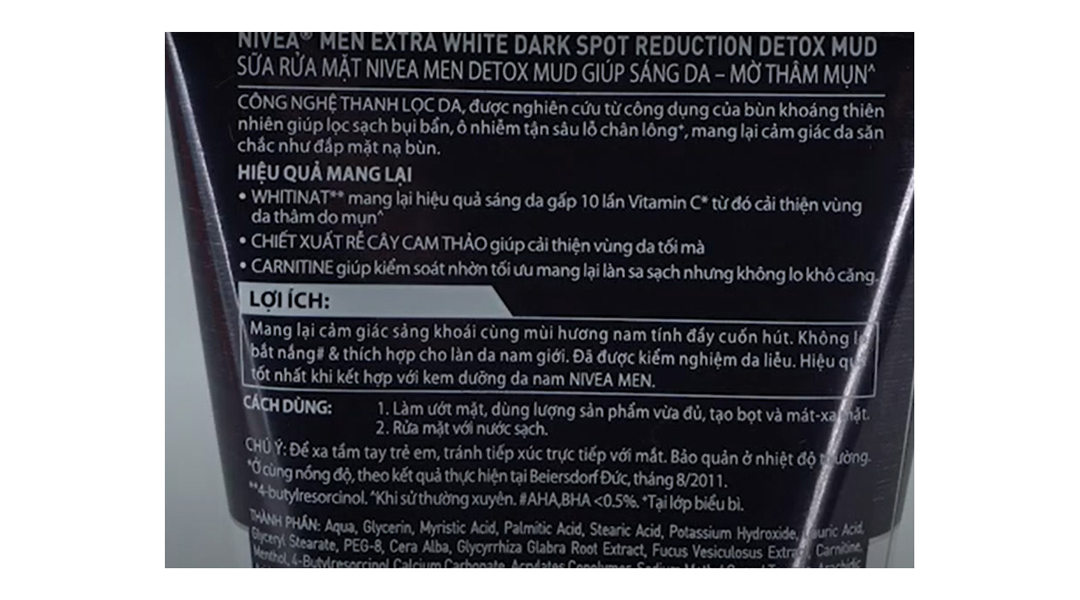 NIVEA® MEN EXTRA WHITE DARK SPOT REDUCTION DETOX MUD
SỮA RỬA MẶT NIVEA MEN DETOX MUD GIÚP SÁNG DA – MỜ THÂM MỤN^
CÔNG NGHỆ THANH LỌC DA, được nghiên cứu từ công dụng của bùn khoáng thiên
nhiên giúp lọc sạch bụi bẩn, ô nhiễm tận sâu lỗ chân lông⁺, mang lại cảm giác da săn
chắc như đắp mặt nạ bùn.
HIỆU QUẢ MANG LẠI
• WHITINAT** mang lại hiệu quả sáng da gấp 10 lần Vitamin C* từ đó cải thiện vùng
da thâm do mụn^
• CHIẾT XUẤT RỄ CÂY CAM THẢO giúp cải thiện vùng da tối mà
• CARNITINE giúp kiểm soát nhờn tối ưu mang lại làn sa sạch nhưng không lo khô căng.
LỢI ÍCH:
Mang lại cảm giác sảng khoái cùng mùi hương nam tính đầy cuốn hút. Không lo
bắt nắng# & thích hợp cho làn da nam giới. Đã được kiểm nghiệm da liễu. Hiệu quả
tốt nhất khi kết hợp với kem dưỡng da nam NIVEA MEN.
CÁCH DÙNG: 1. Làm ướt mặt, dùng lượng sản phẩm vừa đủ, tạo bọt và mát-xa mặt.
2. Rửa mặt với nước sạch.
CHÚ Ý: Để xa tầm tay trẻ em, tránh tiếp xúc trực tiếp với mắt. Bảo quản ở nhiệt độ thường.
*Ở cùng nồng độ, theo kết quả thực hiện tại Beiersdorf Đức, tháng 8/2011.
**4-butylresorcinol. ^Khi sử thường xuyên. #AHA,BHA <0.5%. ⁺Tại lớp biểu bì.
THÀNH PHẦN: Aqua, Glycerin, Myristic Acid, Palmitic Acid, Stearic Acid, Potassium Hydroxide, Lauric Acid,
Glyceryl Stearate, PEG-8, Cera Alba, Glycyrrhiza Glabra Root Extract, Fucus Vesiculosus Extract, Carnitine,
Menthol, 4-Butylresorcinol, Calcium Carbonate, Acrylates Copolymer,